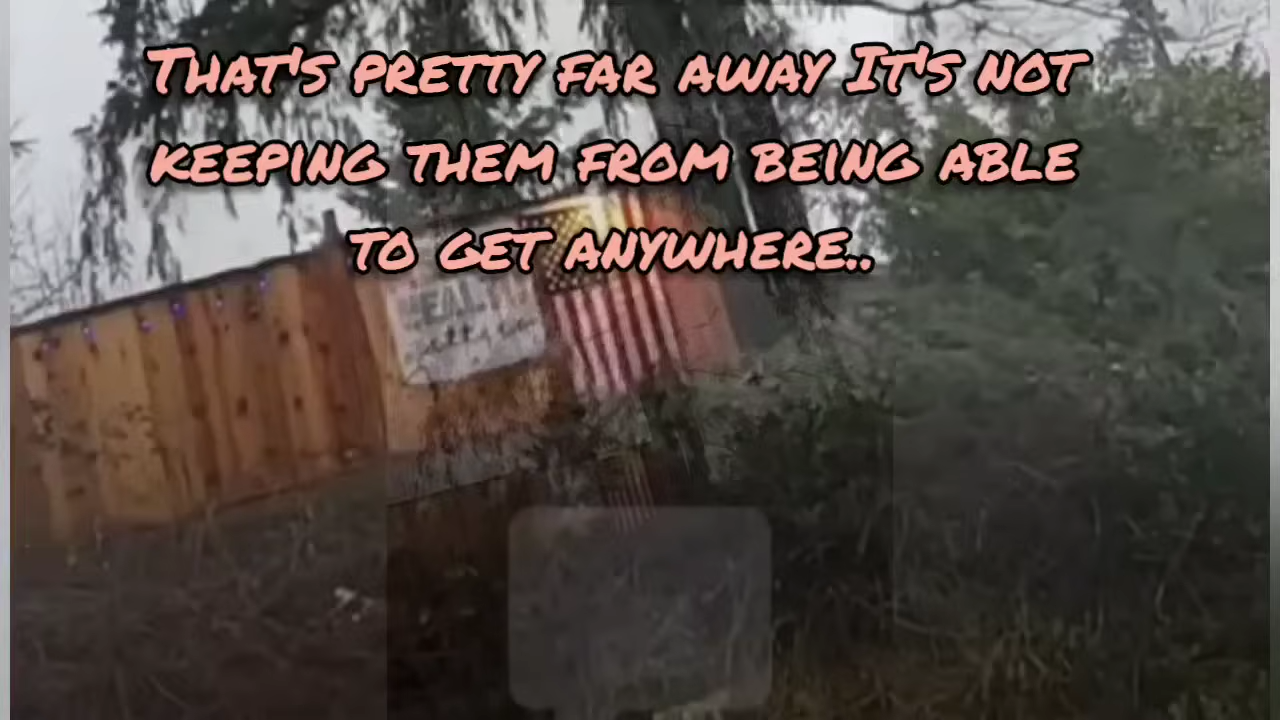 That's pretty far away It's not
keeping them from being able
to get anywhere..